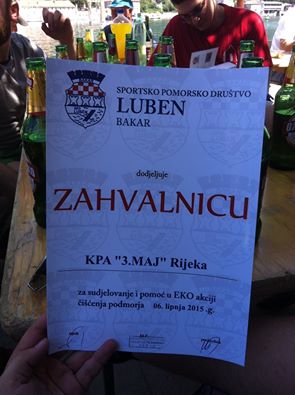 SPORTSKO POMORSKO DRUŠTVO
LUBEN
BAKAR
dodjeljuje
ZAHVALNICU
KPA "3.MAJ" Rijeka
za sudjelovanje i pomoć u EKO akciji
čišćenja podmorja 06. lipnja 2015 .g.